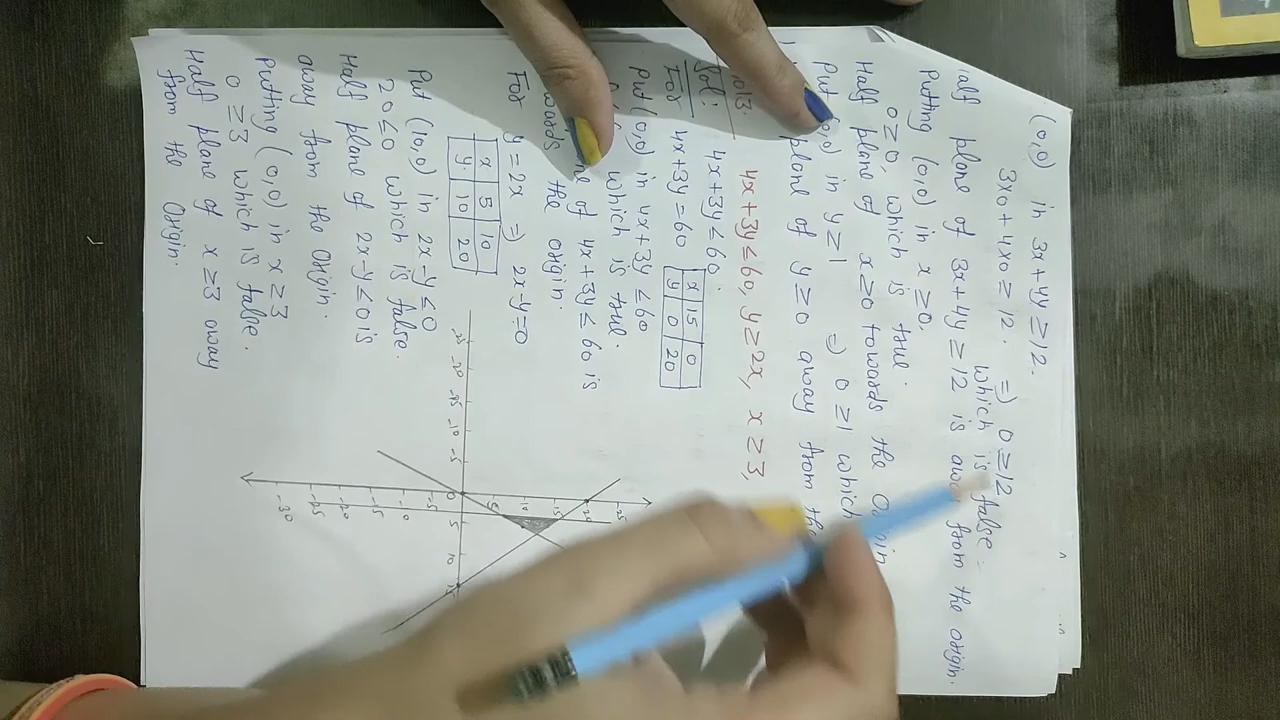 (0,0) in 3x+4y ≥ 12.
3x0 + 4x0 ≥ 12. ⇒ 0 ≥ 12
which is false.
Half plane of 3x+4y ≥ 12 is away from the origin.
Putting (0,0) in x ≥ 0,
0 ≥ 0, which is true.
Half plane of x ≥ 0 towards the
Put (0,0) in y ≥ 1 ⇒ 0 ≥ 1 which
plane of y ≥ 0 away from the
4x+3y ≤ 60, y ≥ 2x, x ≥ 3,
Sol: 4x+3y ≤ 60
For 4x+3y = 60
x 15 0
y 0 20
Put (0,0) in 4x+3y ≤ 60
which is true.
of 4x+3y ≤ 60 is
the origin.
For y = 2x ⇒ 2x-y=0
x 5 10
y 10 20
Put (10,0) in 2x-y ≤ 0
20 ≤ 0 which is false.
Half plane of 2x-y ≤ 0 is
away from the origin.
Putting (0,0) in x ≥ 3
0 ≥ 3 which is false.
Half plane of x ≥ 3 away
from the origin.